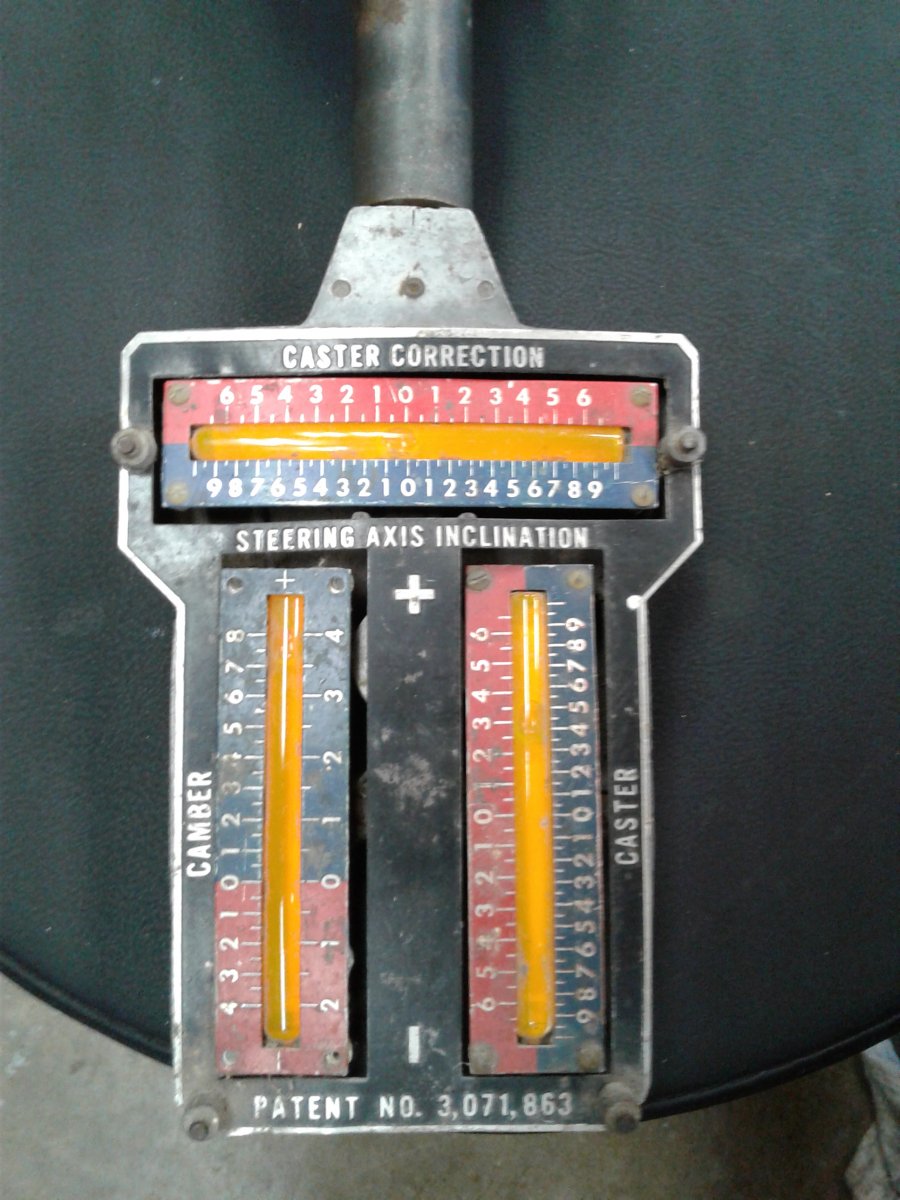 CASTER CORRECTION
6 5 4 3 2 1 0 1 2 3 4 5 6
9 8 7 6 5 4 3 2 1 0 1 2 3 4 5 6 7 8 9
STEERING AXIS INCLINATION
+
+
CAMBER
8 7 6 5 4 3 2 1 0 1 2 3 4
4 3 2 1 0 1 2
6 5 4 3 2 1 0 1 2 3 4 5 6
9 8 7 6 5 4 3 2 1 0 1 2 3 4 5 6 7 8 9
CASTER
-
-
PATENT NO. 3,071,863